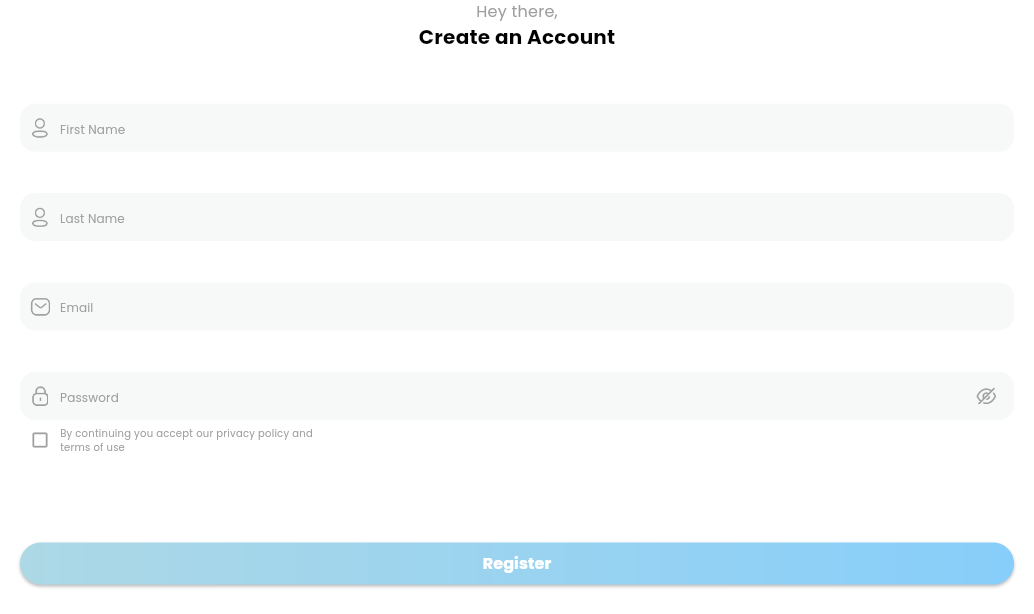 Hey there,
Create an Account
First Name
Last Name
Email
Password
By continuing you accept our privacy policy and
terms of use
Register